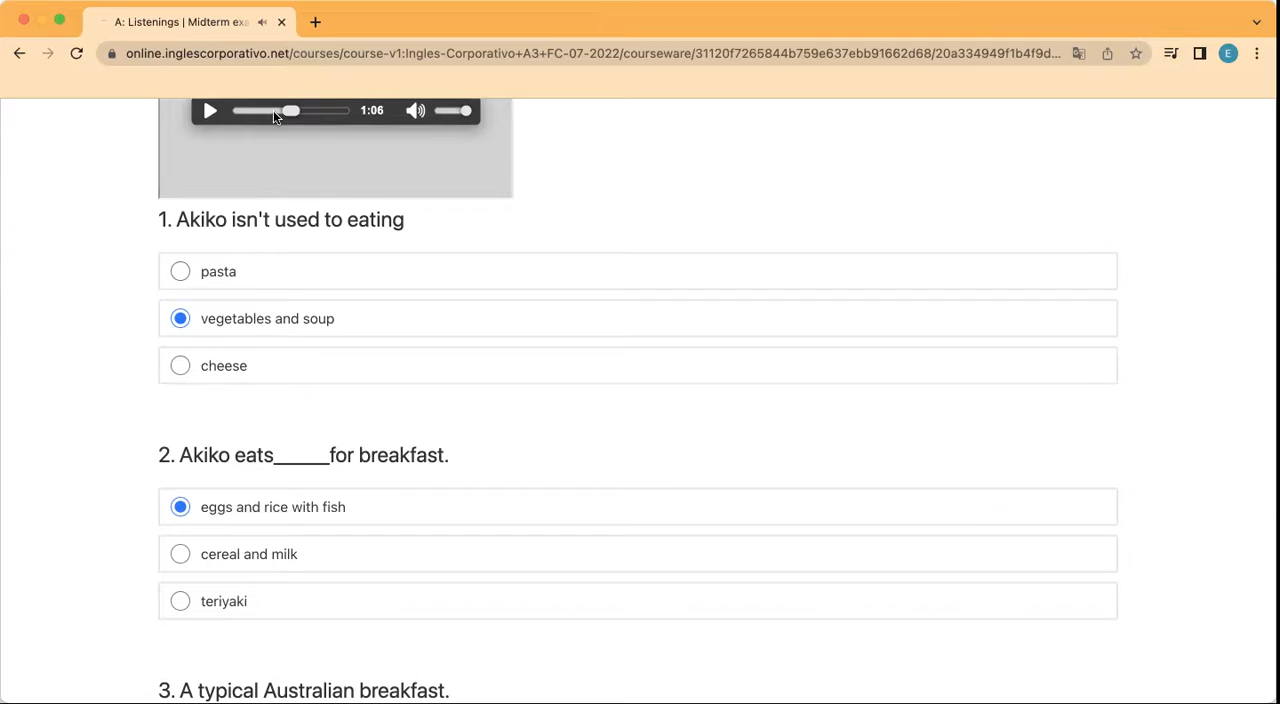 A: Listenings | Midterm exa
online.inglescorporativo.net/courses/course-v1:Ingles-Corporativo+A3+FC-07-2022/courseware/31120f7265844b759e637ebb91662d68/20a334949f1b4f9d...
E
1:06
1. Akiko isn't used to eating
pasta
vegetables and soup
cheese
2. Akiko eats______for breakfast.
eggs and rice with fish
cereal and milk
teriyaki
3. A typical Australian breakfast.